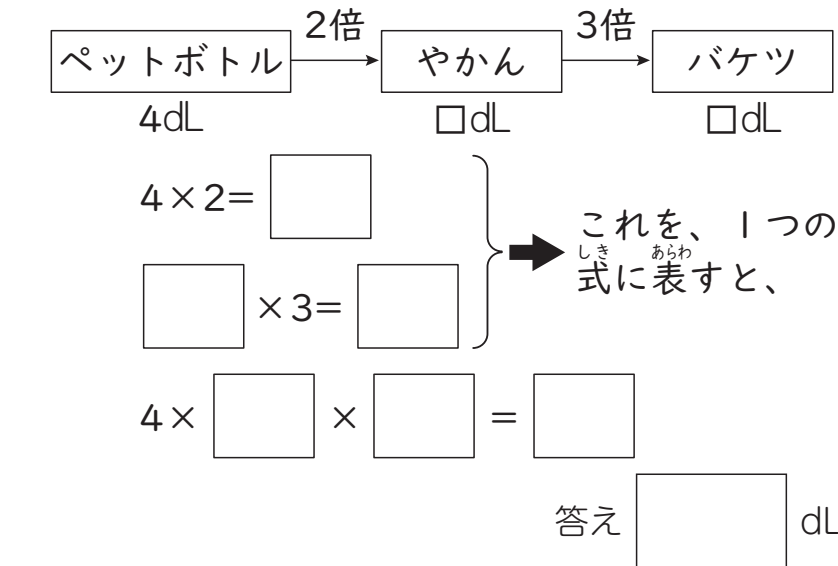 2倍 3倍
ペットボトル やかん バケツ
4dL □dL □dL
4×2=
×3=
これを、1つの
式に表すと、
しき あらわ
4× × =
答え dL